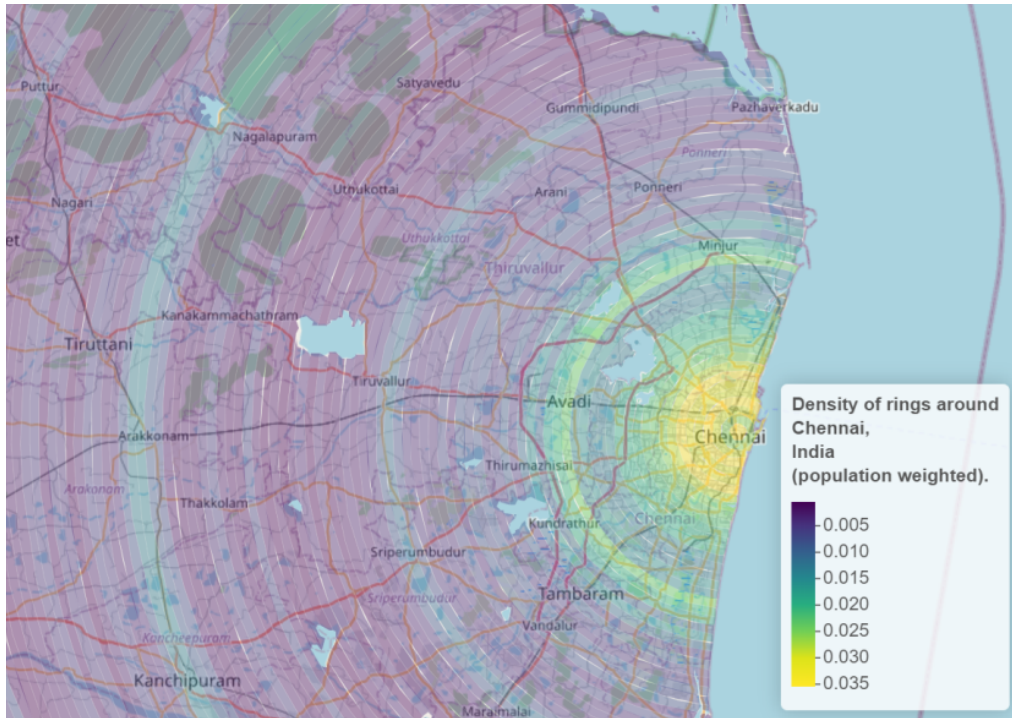 Puttur
Satyavedu
Gummidipundi
Pazhaverkadu
Nagalapuram
Ponneri
Uthukottai
Arani
Ponneri
Nagari
et
Uthukkottai
Minjur
Thiruvallur
Kanakammachathram
Tiruttani
Tiruvallur
Avadi
Arakkonam
Chennai
Thirumazhisai
Arakonam
Thakkolam
Kundrathur
Chennai
Sriperumbudur
Tambaram
Sriperumbudur
Vandalur
Kancheepuram
Kanchipuram
Maraimalai
Density of rings around
Chennai,
India
(population weighted).
0.005
0.010
0.015
0.020
0.025
0.030
0.035